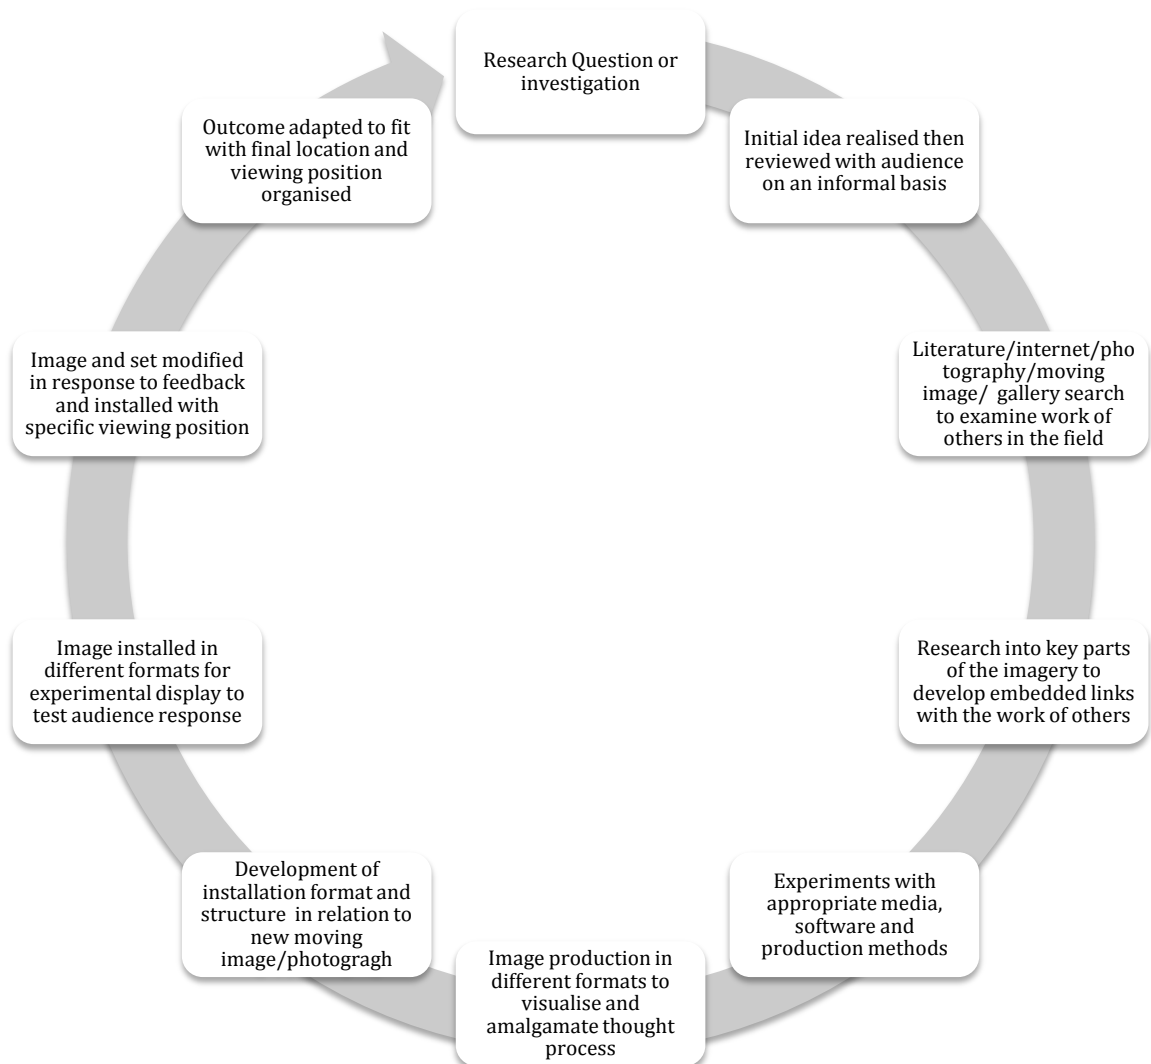 Research Question or
investigation
Initial idea realised then
reviewed with audience
on an informal basis
Literature/internet/pho
tography/moving
image/ gallery search
to examine work of
others in the field
Research into key parts
of the imagery to
develop embedded links
with the work of others
Experiments with
appropriate media,
software and
production methods
Image production in
different formats to
visualise and
amalgamate thought
process
Development of
installation format and
structure in relation to
new moving
image/photogragh
Image installed in
different formats for
experimental display to
test audience response
Image and set modified
in response to feedback
and installed with
specific viewing position
Outcome adapted to fit
with final location and
viewing position
organised